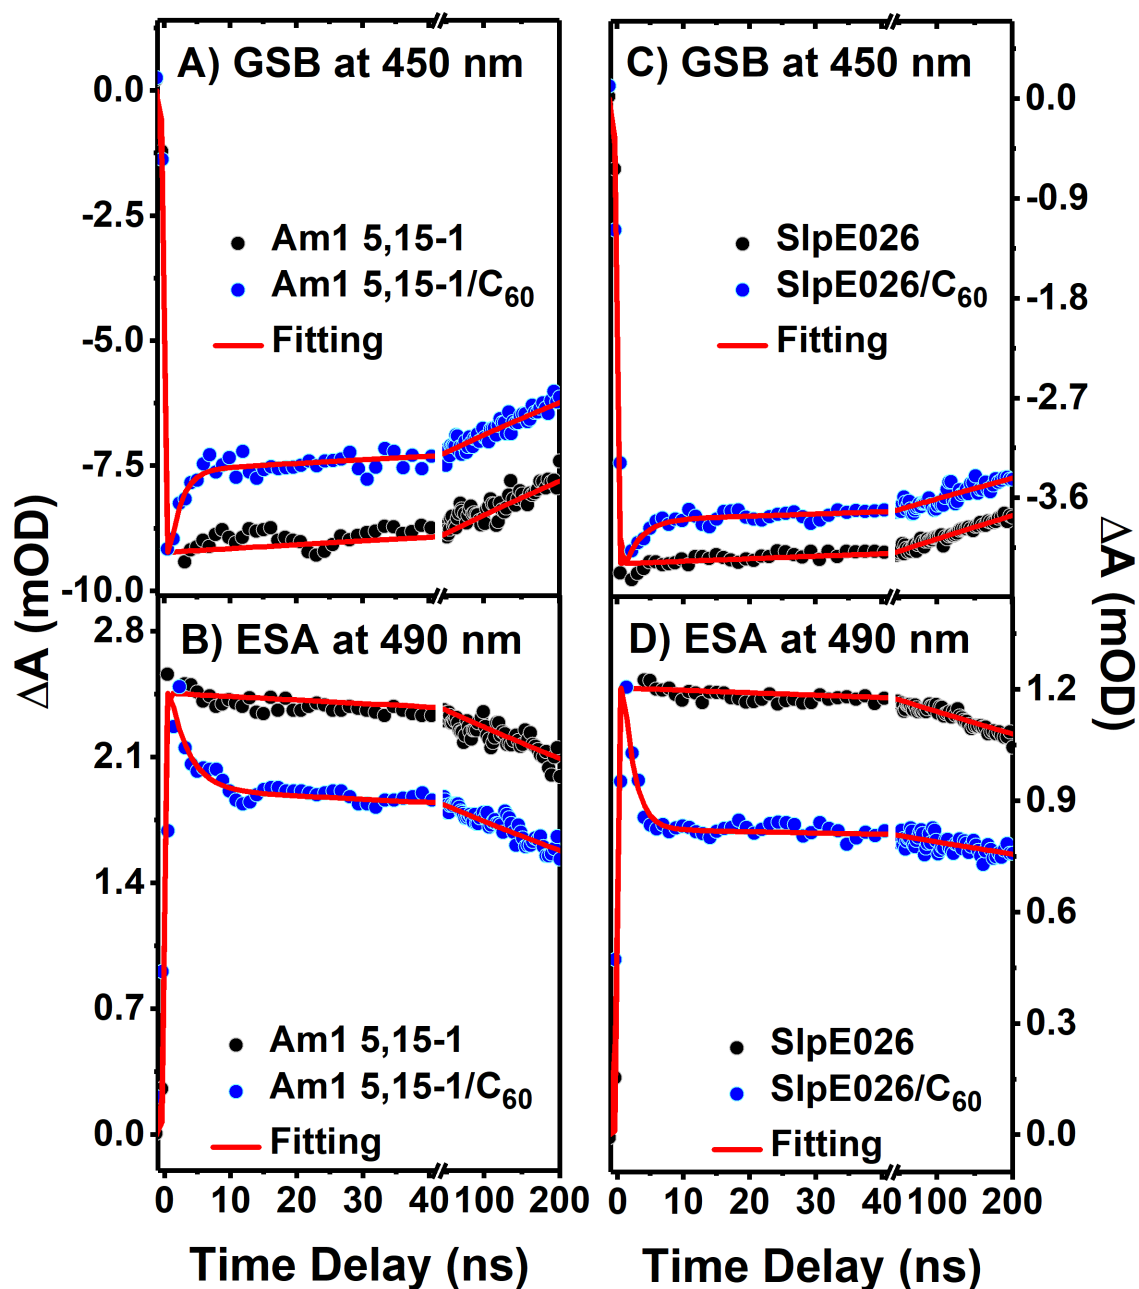 A) GSB at 450 nm
0.0
-2.5
-5.0
-7.5
-10.0
Am1 5,15-1
Am1 5,15-1/C₆₀
Fitting
C) GSB at 450 nm
0.0
-0.9
-1.8
-2.7
-3.6
SlpE026
SlpE026/C₆₀
Fitting
ΔA (mOD)
ΔA (mOD)
B) ESA at 490 nm
2.8
2.1
1.4
0.7
0.0
Am1 5,15-1
Am1 5,15-1/C₆₀
Fitting
D) ESA at 490 nm
1.2
0.9
0.6
0.3
0.0
SlpE026
SlpE026/C₆₀
Fitting
0 10 20 30 40 100 200
0 10 20 30 40 100 200
Time Delay (ns)
Time Delay (ns)